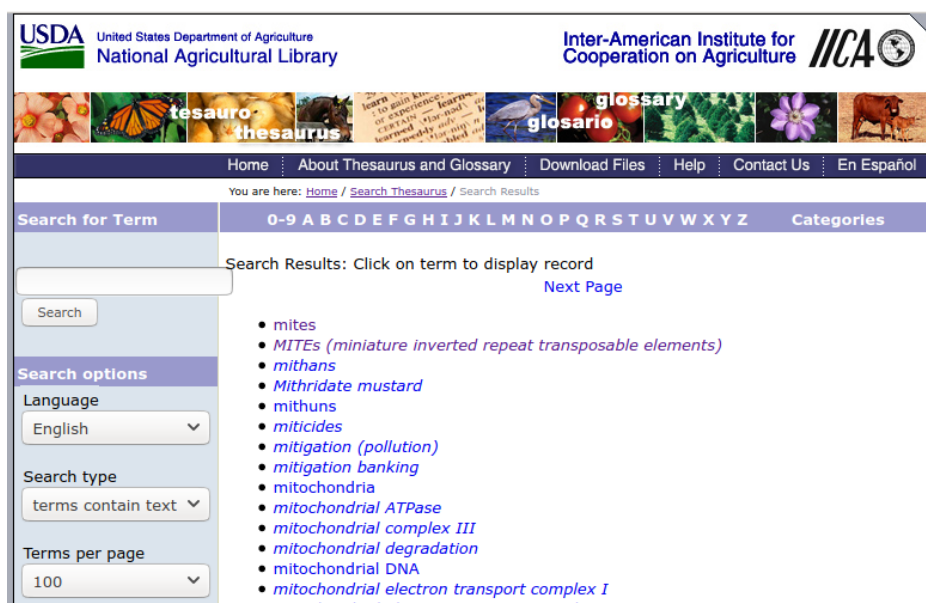 USDA United States Department of Agriculture
National Agricultural Library
Inter-American Institute for
Cooperation on Agriculture IICA
tesauro
thesaurus
glossary
glosario
Home About Thesaurus and Glossary Download Files Help Contact Us En Español
You are here: Home / Search Thesaurus / Search Results
Search for Term
0-9 A B C D E F G H I J K L M N O P Q R S T U V W X Y Z Categories
Search Results: Click on term to display record
Next Page
Search
mites
MITEs (miniature inverted repeat transposable elements)
mithans
Mithridate mustard
mithuns
miticides
mitigation (pollution)
mitigation banking
mitochondria
mitochondrial ATPase
mitochondrial complex III
mitochondrial degradation
mitochondrial DNA
mitochondrial electron transport complex I
Search options
Language
English
Search type
terms contain text
Terms per page
100